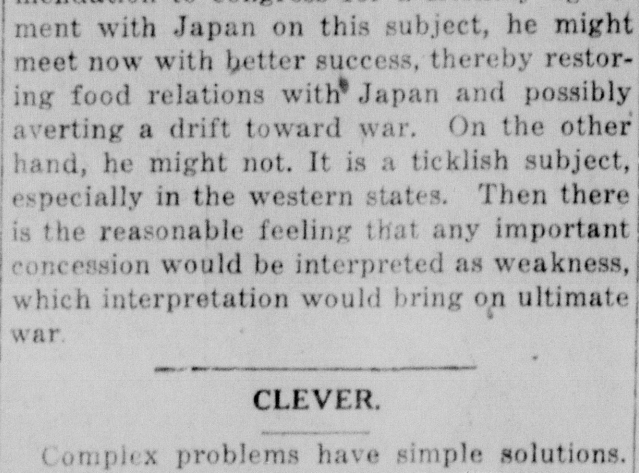 ment with Japan on this subject, he might
meet now with better success, thereby restor-
ing food relations with Japan and possibly
averting a drift toward war. On the other
hand, he might not. It is a ticklish subject,
especially in the western states. Then there
is the reasonable feeling that any important
concession would be interpreted as weakness,
which interpretation would bring on ultimate
war.
CLEVER.
Complex problems have simple solutions.